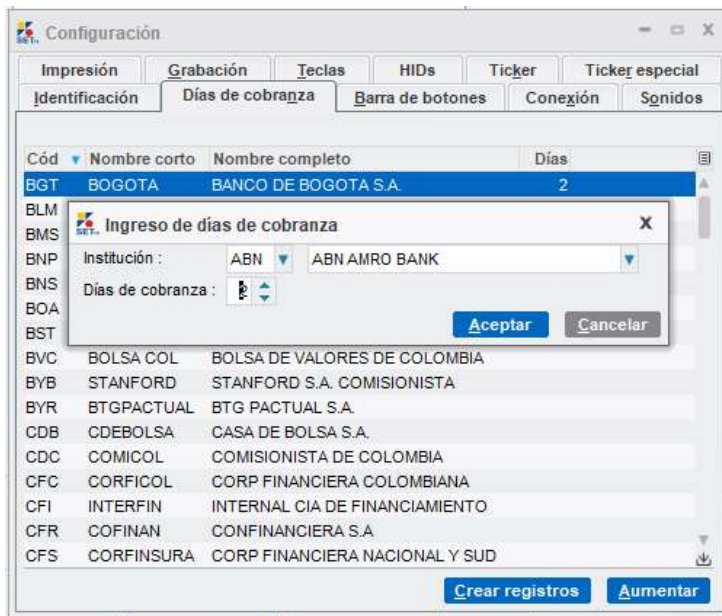 SET Configuración
Impresión Grabación Teclas HIDs Ticker Ticker especial
Identificación Días de cobranza Barra de botones Conexión Sonidos
Cód Nombre corto Nombre completo Días
BGT BOGOTA BANCO DE BOGOTA S.A. 2
BLM
BMS
BNP
BNS
BOA
BST
SET Ingreso de días de cobranza X
Institución : ABN ABN AMRO BANK
Días de cobranza : 2
Aceptar Cancelar
BVC BOLSA COL BOLSA DE VALORES DE COLOMBIA
BYB STANFORD STANFORD S.A. COMISIONISTA
BYR BTGPACTUAL BTG PACTUAL S.A.
CDB CDEBOLSA CASA DE BOLSA S.A.
CDC COMICOL COMISIONISTA DE COLOMBIA
CFC CORFICOL CORP FINANCIERA COLOMBIANA
CFI INTERFIN INTERNAL CIA DE FINANCIAMIENTO
CFR COFINAN CONFINANCIERA S.A
CFS CORFINSURA CORP FINANCIERA NACIONAL Y SUD
Crear registros Aumentar